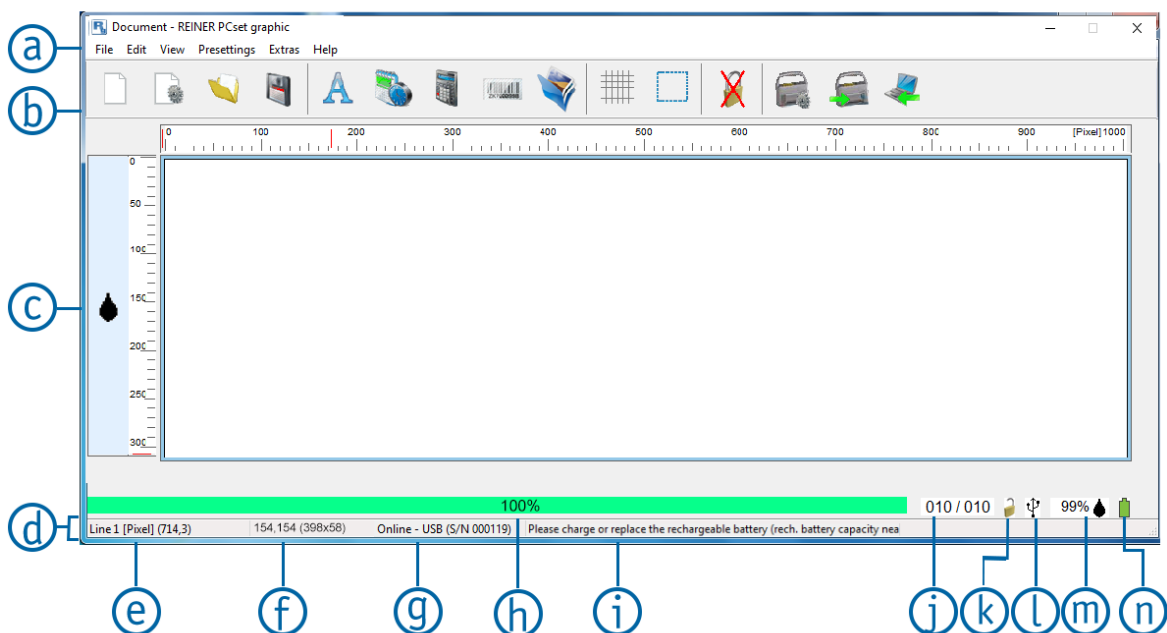 Document - REINER PCset graphic
a
File Edit View Presettings Extras Help
b
0 100 200 300 400 500 600 700 800 900 [Pixel] 1000
0
50
100
c
150
200
250
300
100% 010 / 010 99%
d
Line 1 [Pixel] (714,3) 154,154 (398x58) Online - USB (S/N 000119) Please charge or replace the rechargeable battery (rech. battery capacity nea
e f g h i j k l m n